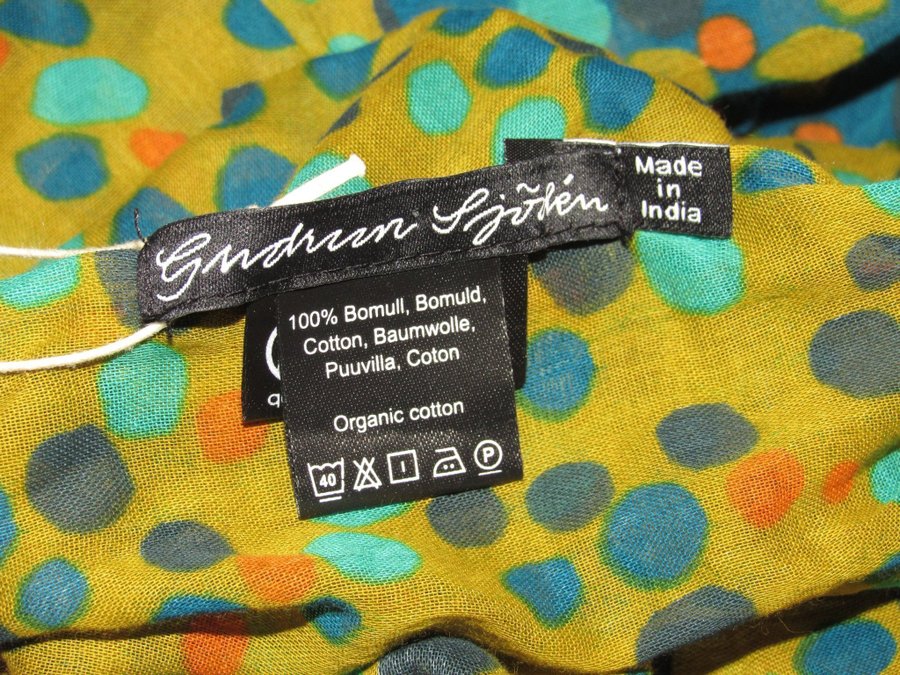 Gudrun Sjödén
Made
in
India
100% Bomull, Bomuld,
Cotton, Baumwolle,
Puuvilla, Coton
Organic cotton
40
P